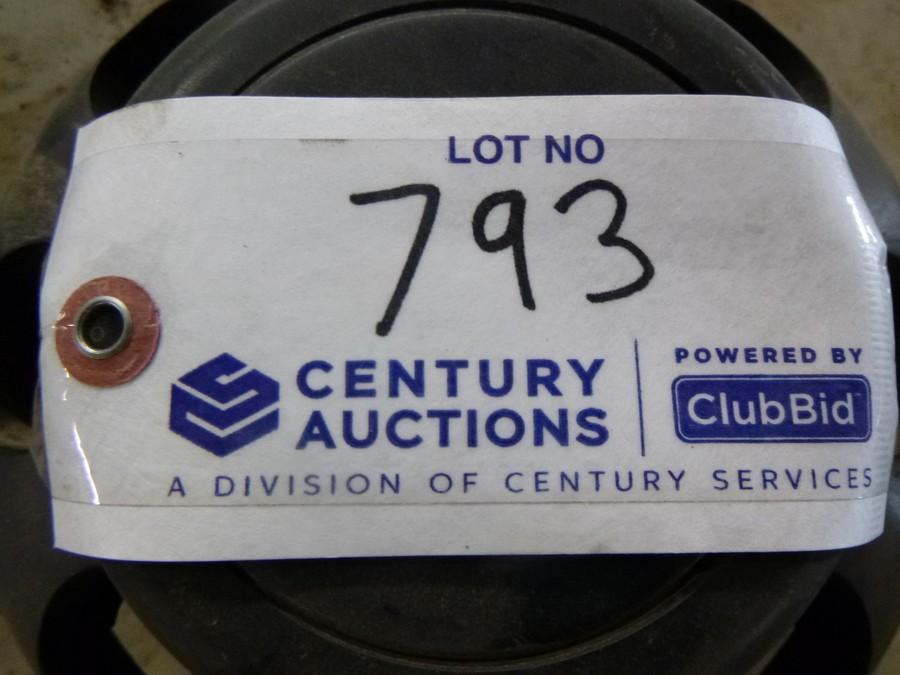 LOT NO
793
CENTURY
AUCTIONS
POWERED BY
ClubBid
A DIVISION OF CENTURY SERVICES